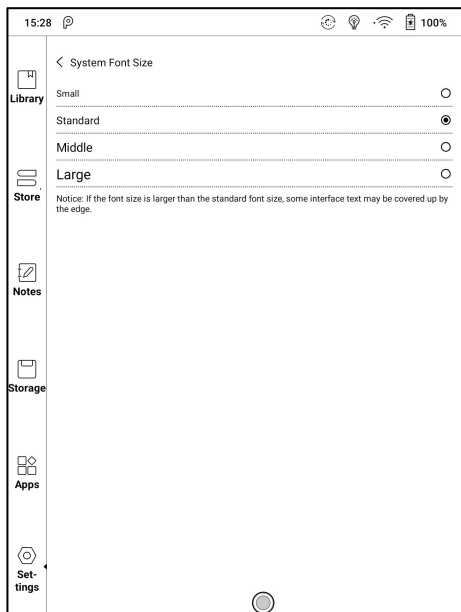 15:28
100%
System Font Size
Small
Standard
Middle
Large
Notice: If the font size is larger than the standard font size, some interface text may be covered up by
the edge.
Library
Store
Notes
Storage
Apps
Set-
tings